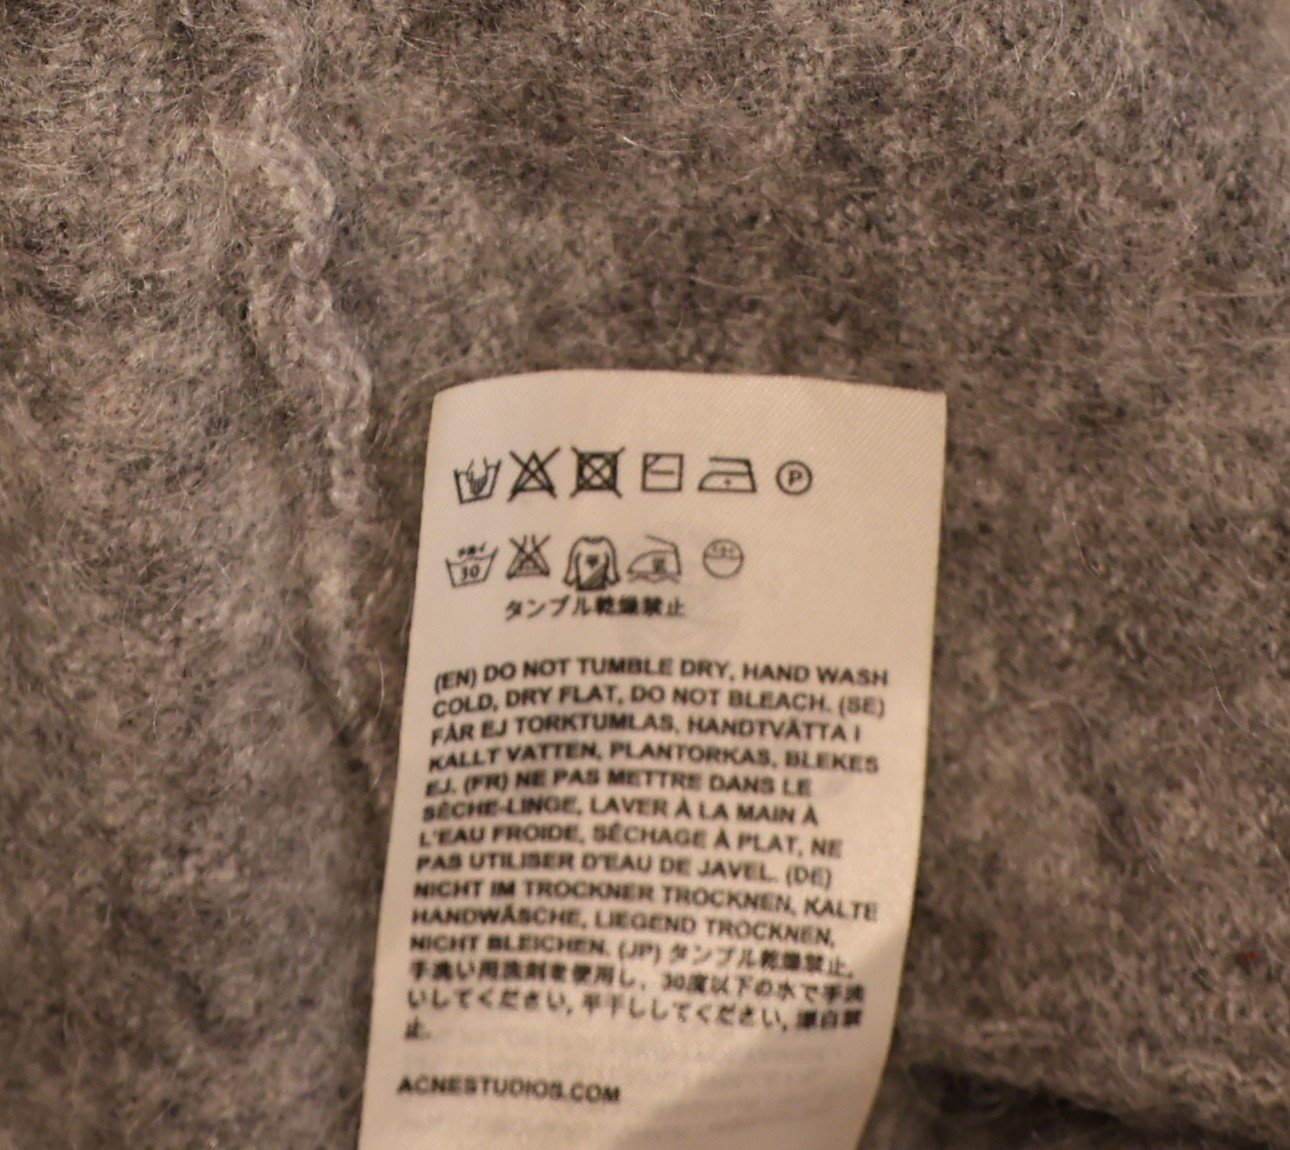 P
手洗イ
30
タンブル乾燥禁止
(EN) DO NOT TUMBLE DRY, HAND WASH
COLD, DRY FLAT, DO NOT BLEACH. (SE)
FÅR EJ TORKTUMLAS, HANDTVÄTTA I
KALLT VATTEN, PLANTORKAS, BLEKES
EJ. (FR) NE PAS METTRE DANS LE
SÈCHE-LINGE, LAVER À LA MAIN À
L'EAU FROIDE, SÉCHAGE À PLAT, NE
PAS UTILISER D'EAU DE JAVEL. (DE)
NICHT IM TROCKNER TROCKNEN, KALTE
HANDWÄSCHE, LIEGEND TROCKNEN,
NICHT BLEICHEN. (JP) タンブル乾燥禁止,
手洗い用洗剤を使用し、30度以下の水で手洗
いしてください, 平干ししてください, 漂白禁
止.
ACNESTUDIOS.COM